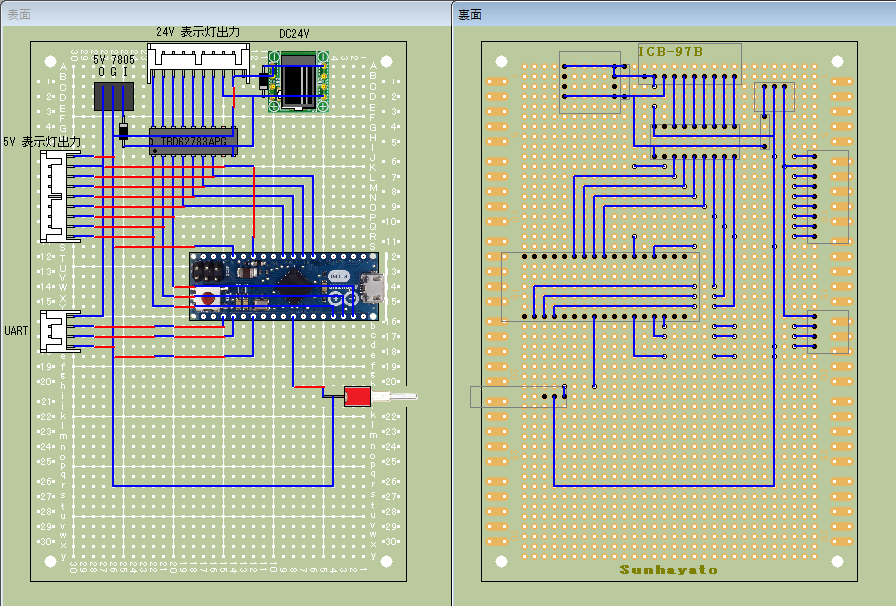 表面
裏面
24V 表示灯出力
DC24V
5V 7805
O G I
ICB-97B
5V 表示灯出力
TBD62783APG
UART
Sunhayato